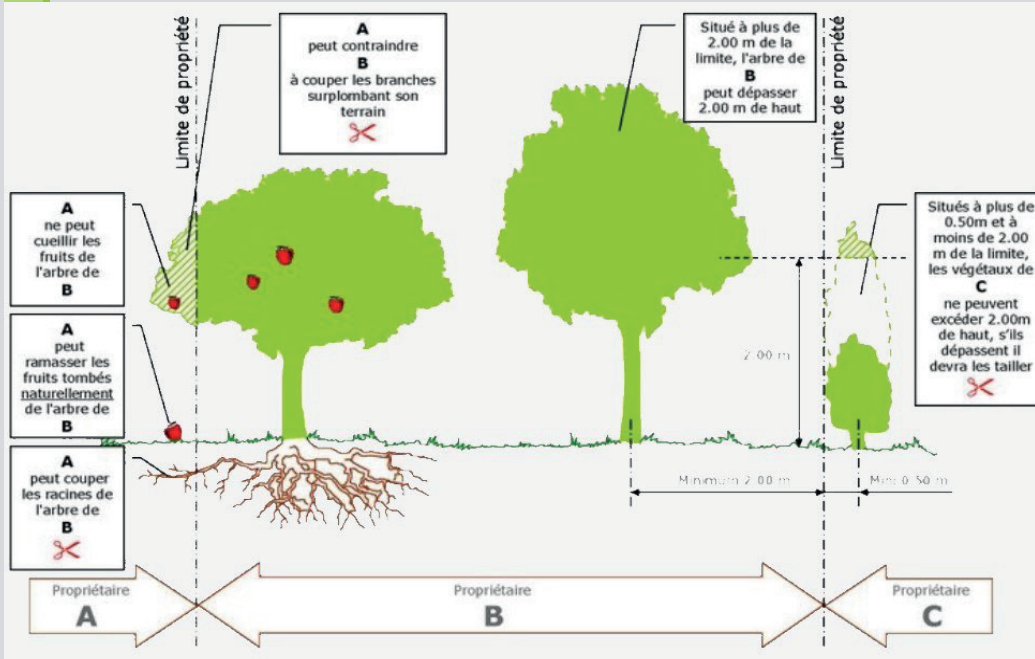 Limite de propriété
A
peut contraindre
B
à couper les branches
surplombant son
terrain
Situé à plus de
2.00 m de la
limite, l'arbre de
B
peut dépasser
2.00 m de haut
Limite de propriété
A
ne peut
cueillir les
fruits de
l'arbre de
B
A
peut
ramasser les
fruits tombés
naturellement
de l'arbre de
B
A
peut couper
les racines de
l'arbre de
B
Situés à plus de
0.50m et à
moins de 2.00
m de la limite,
les végétaux de
C
ne peuvent
excéder 2.00m
de haut, s'ils
dépassent il
devra les tailler
2.00 m
Minimum 2.00 m
Mini 0.50 m
Propriétaire
A
Propriétaire
B
Propriétaire
C